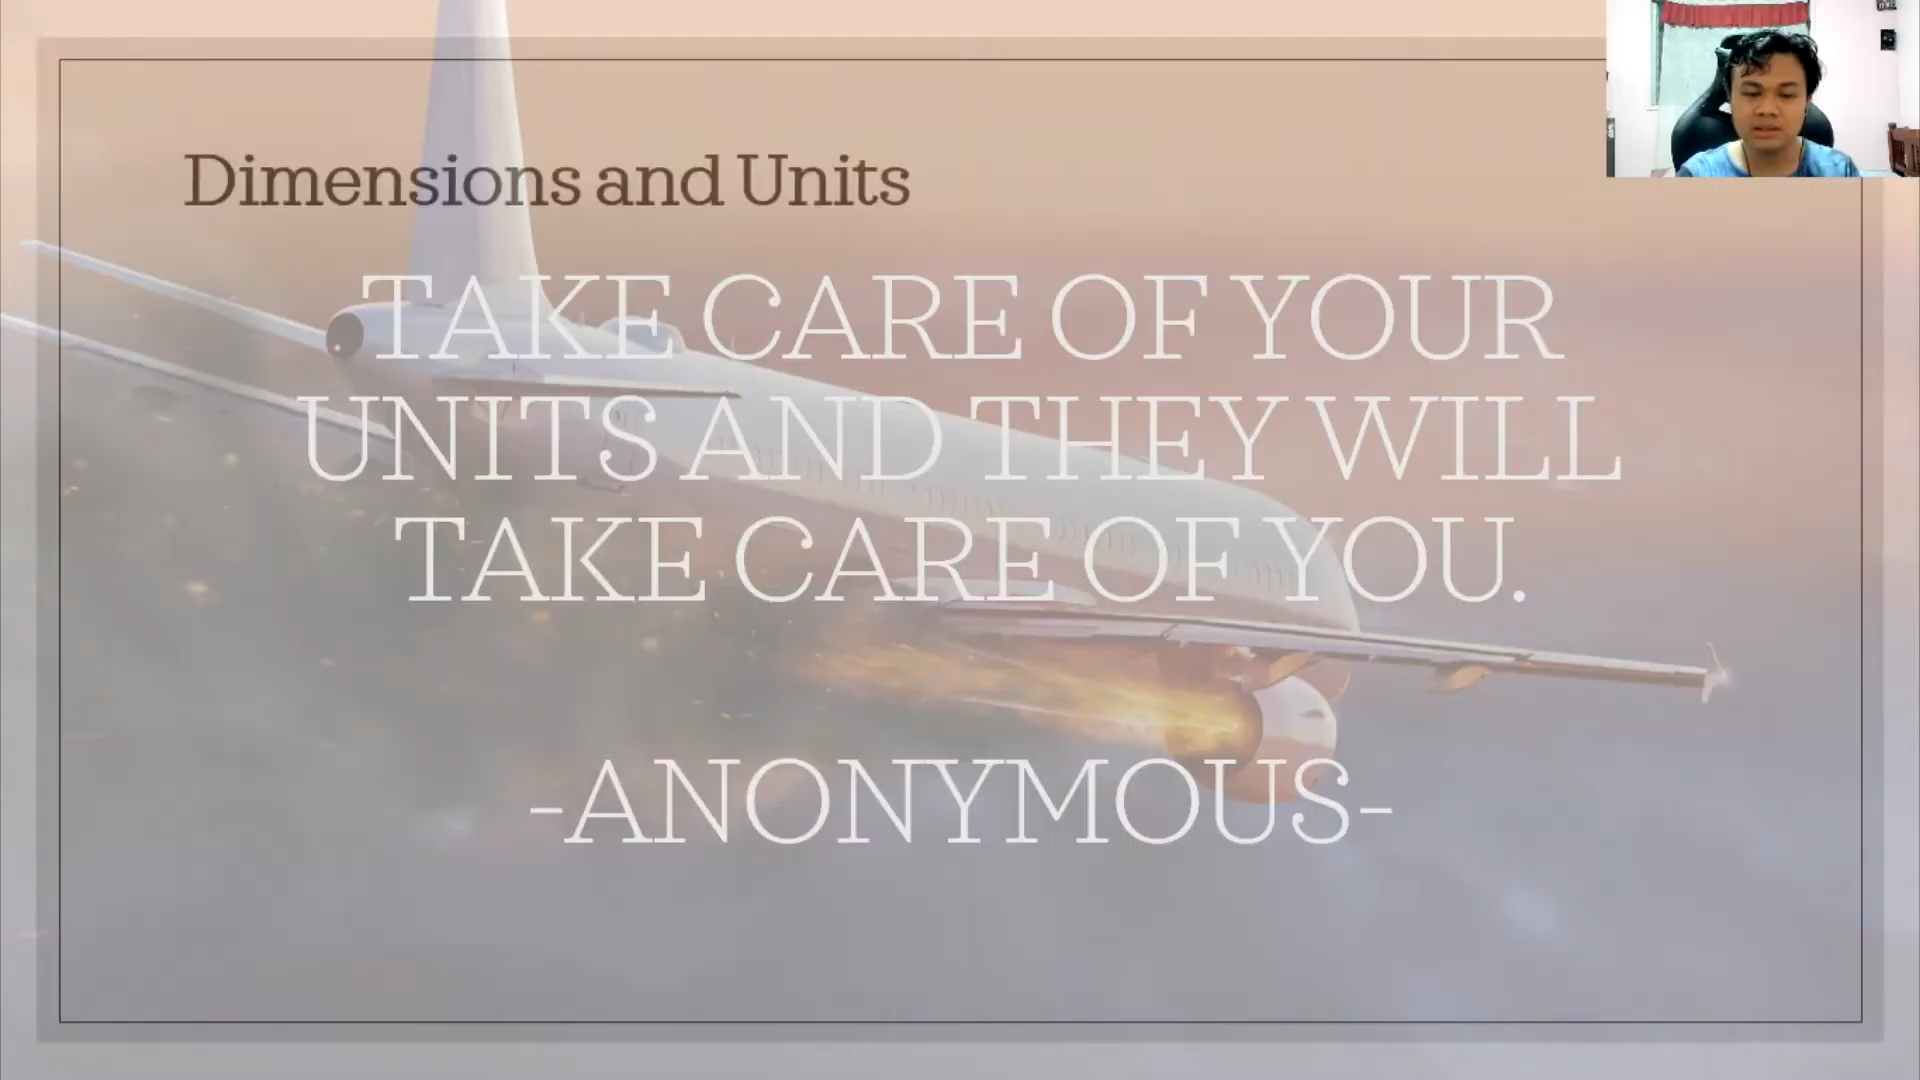 Dimensions and Units
TAKE CARE OF YOUR
UNITS AND THEY WILL
TAKE CARE OF YOU.
-ANONYMOUS-